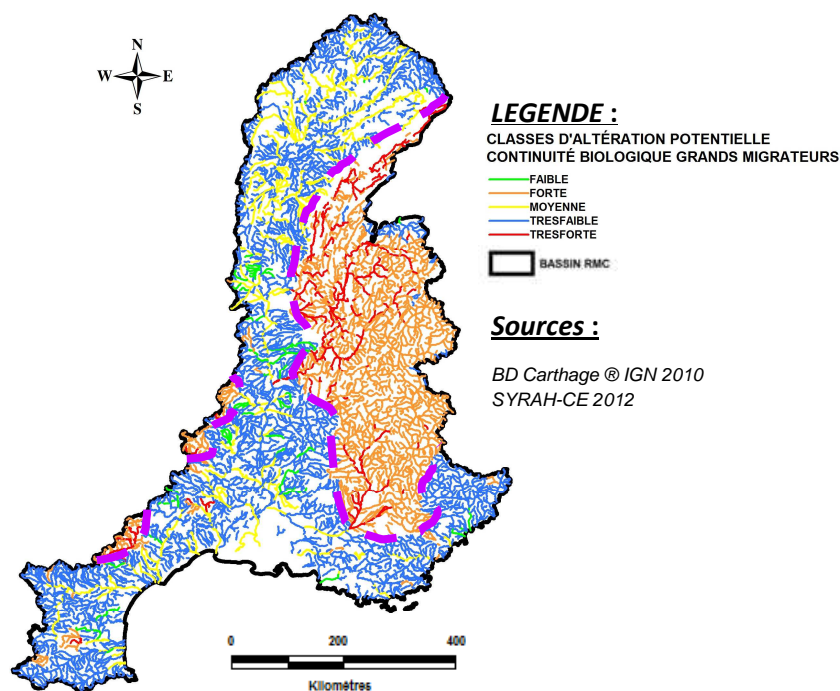 N
W E
S
LEGENDE :
CLASSES D'ALTÉRATION POTENTIELLE
CONTINUITÉ BIOLOGIQUE GRANDS MIGRATEURS
FAIBLE
FORTE
MOYENNE
TRESFAIBLE
TRESFORTE
BASSIN RMC
Sources :
BD Carthage ® IGN 2010
SYRAH-CE 2012
0 200 400
Kilomètres